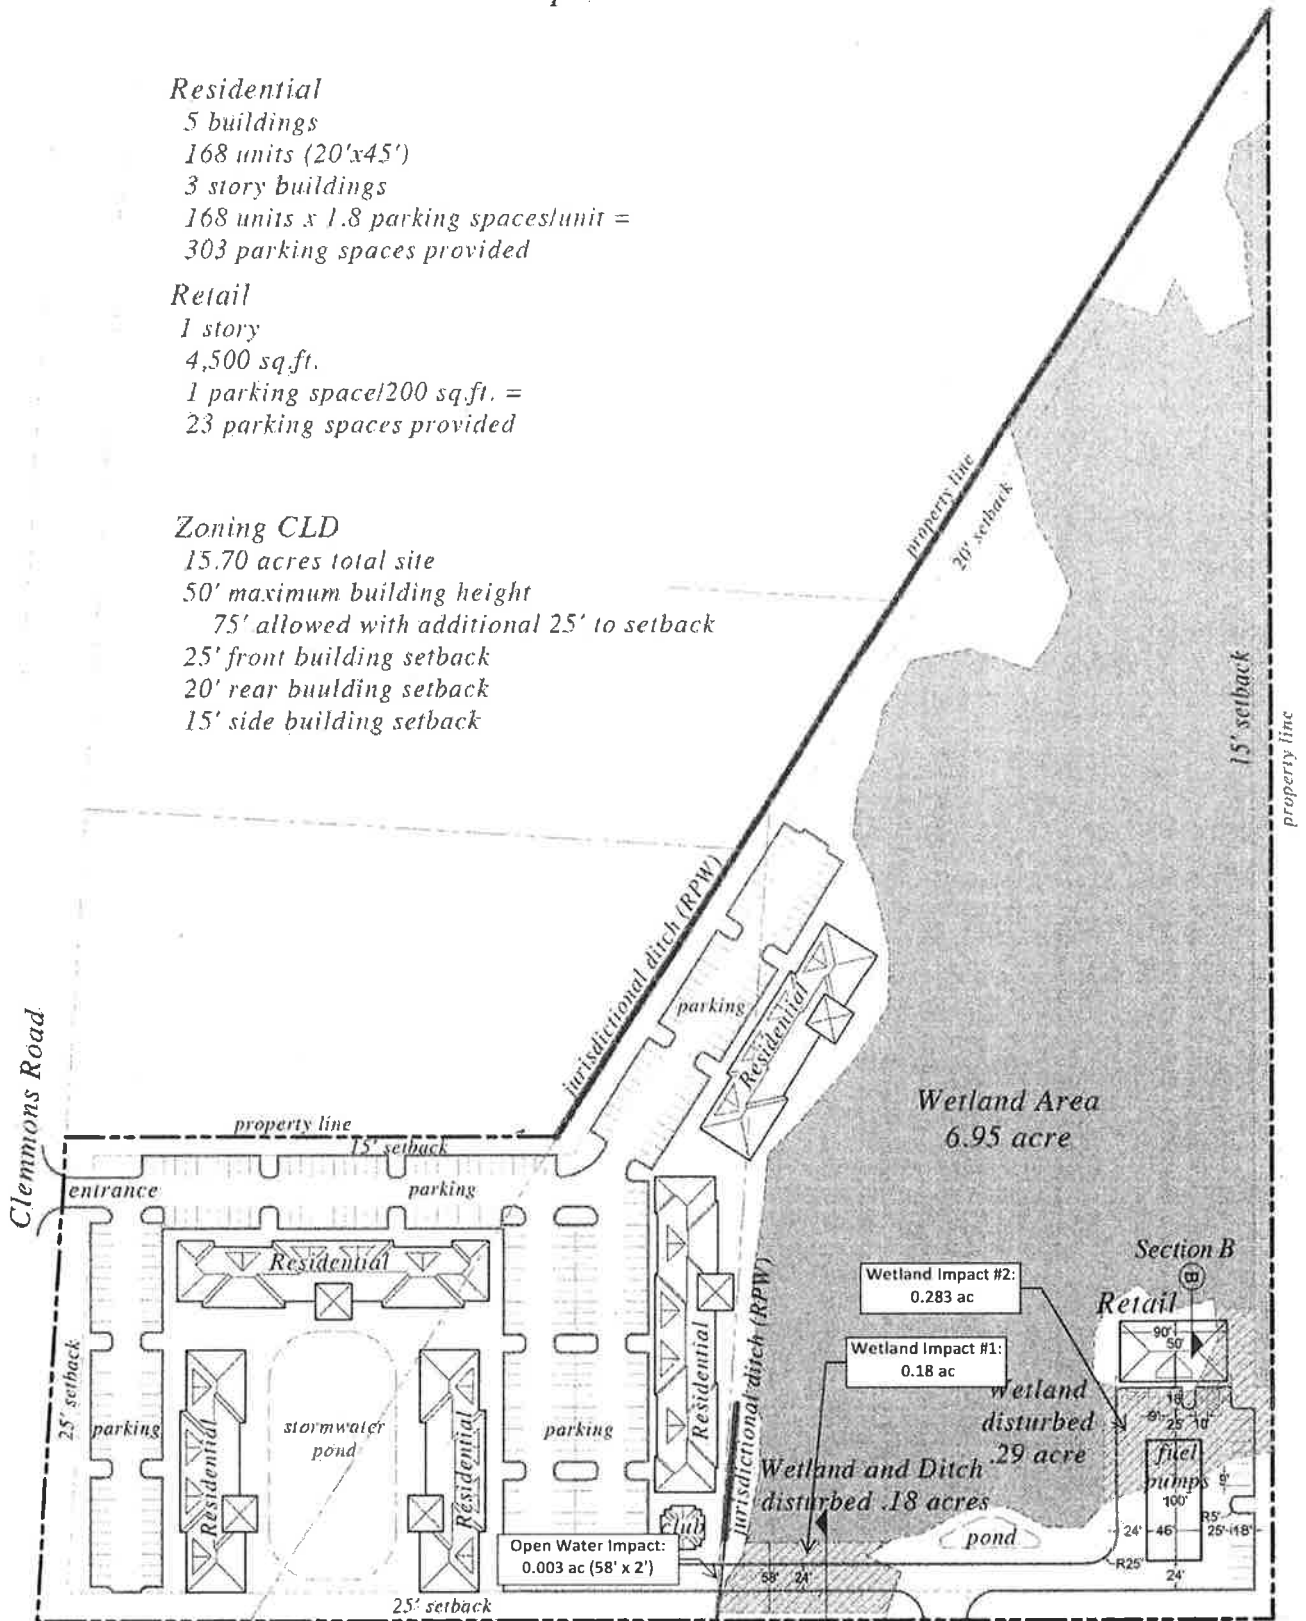 Residential
5 buildings
168 units (20'x45')
3 story buildings
168 units x 1.8 parking spaces/unit =
303 parking spaces provided
Retail
1 story
4,500 sq.ft.
1 parking space/200 sq.ft. =
23 parking spaces provided
Zoning CLD
15.70 acres total site
50' maximum building height
75' allowed with additional 25' to setback
25' front building setback
20' rear buulding setback
15' side building setback
property line
20' setback
15' setback
property line
jurisdictional ditch (RPW)
parking
Residential
Clemmons Road
property line
15' setback
entrance
parking
Wetland Area
6.95 acre
Residential
Section B
B
Wetland Impact #2:
0.283 ac
Retail
90'
50'
Wetland Impact #1:
0.18 ac
25' setback
parking
Residential
stormwater
pond
Residential
parking
Residential
jurisdictional ditch (RPW)
Wetland
disturbed
.29 acre
18'
9'
25'
10'
fuel
pumps
9'
100'
Wetland and Ditch
disturbed .18 acres
club
pond
24'
46'
R5'
25'
18'
R25'
24'
Open Water Impact:
0.003 ac (58' x 2')
58'
24'
25' setback